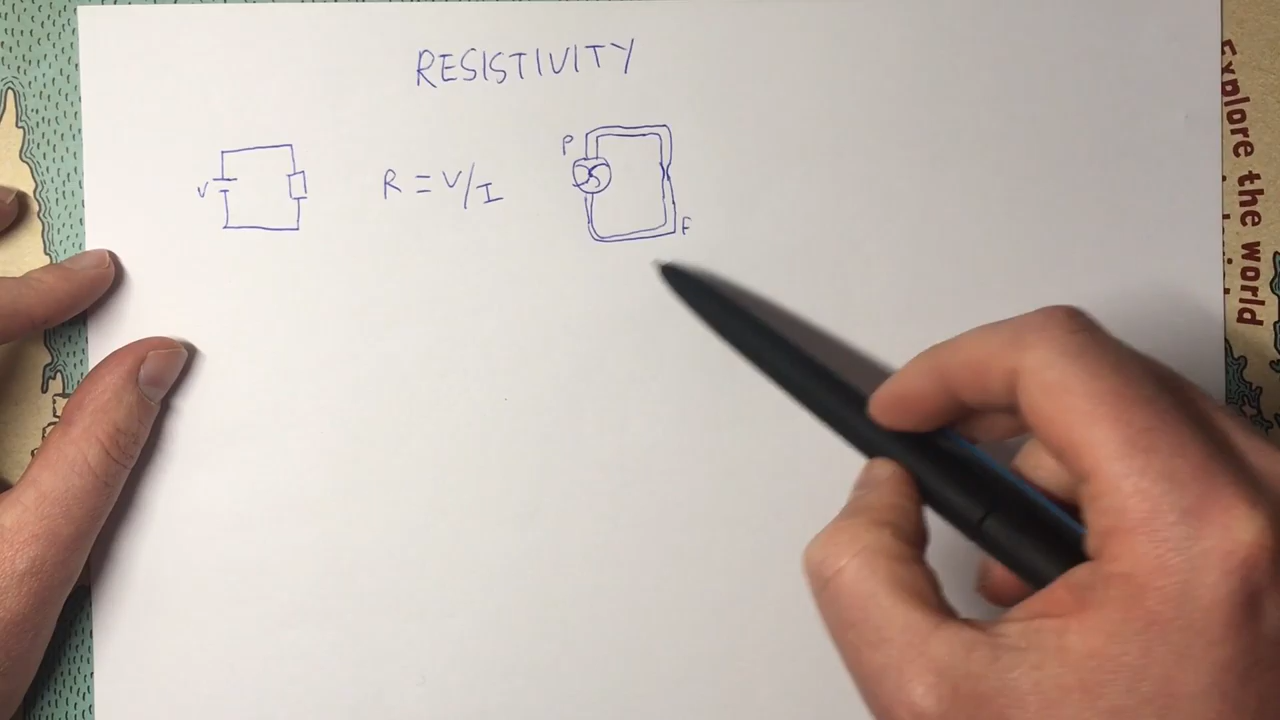 RESISTIVITY
V
R = V/I
P
F
Explore the world